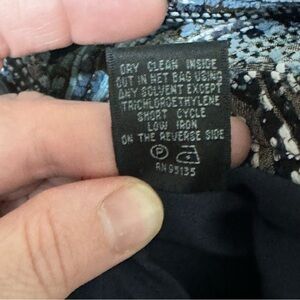 DRY CLEAN INSIDE
OUT IN NET BAG USING
ANY SOLVENT EXCEPT
TRICHLOROETHYLENE
SHORT CYCLE
LOW IRON
ON THE REVERSE SIDE
P
RN 95135